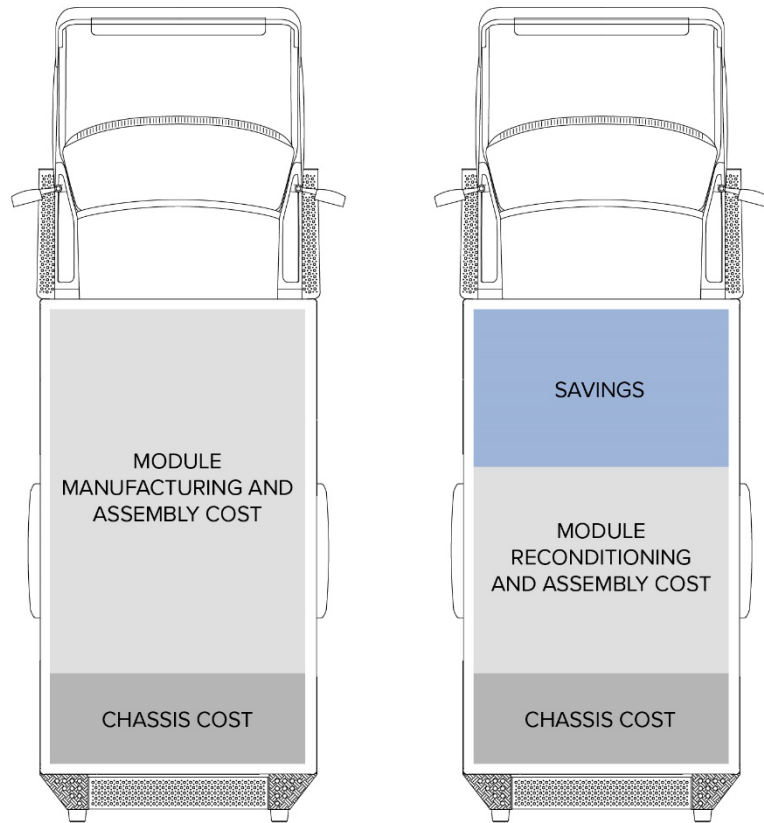 MODULE
MANUFACTURING AND
ASSEMBLY COST
CHASSIS COST
SAVINGS
MODULE
RECONDITIONING
AND ASSEMBLY COST
CHASSIS COST